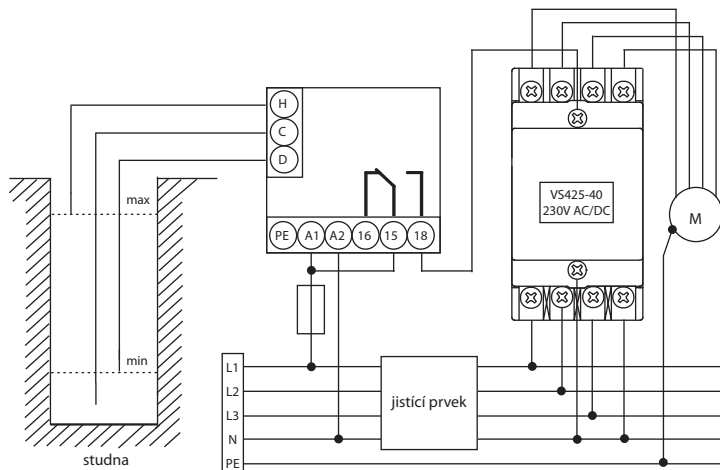 H
C
D
max
min
studna
PE A1 A2 16 15 18
VS425-40
230V AC/DC
M
L1
L2
L3
N
PE
jistící prvek